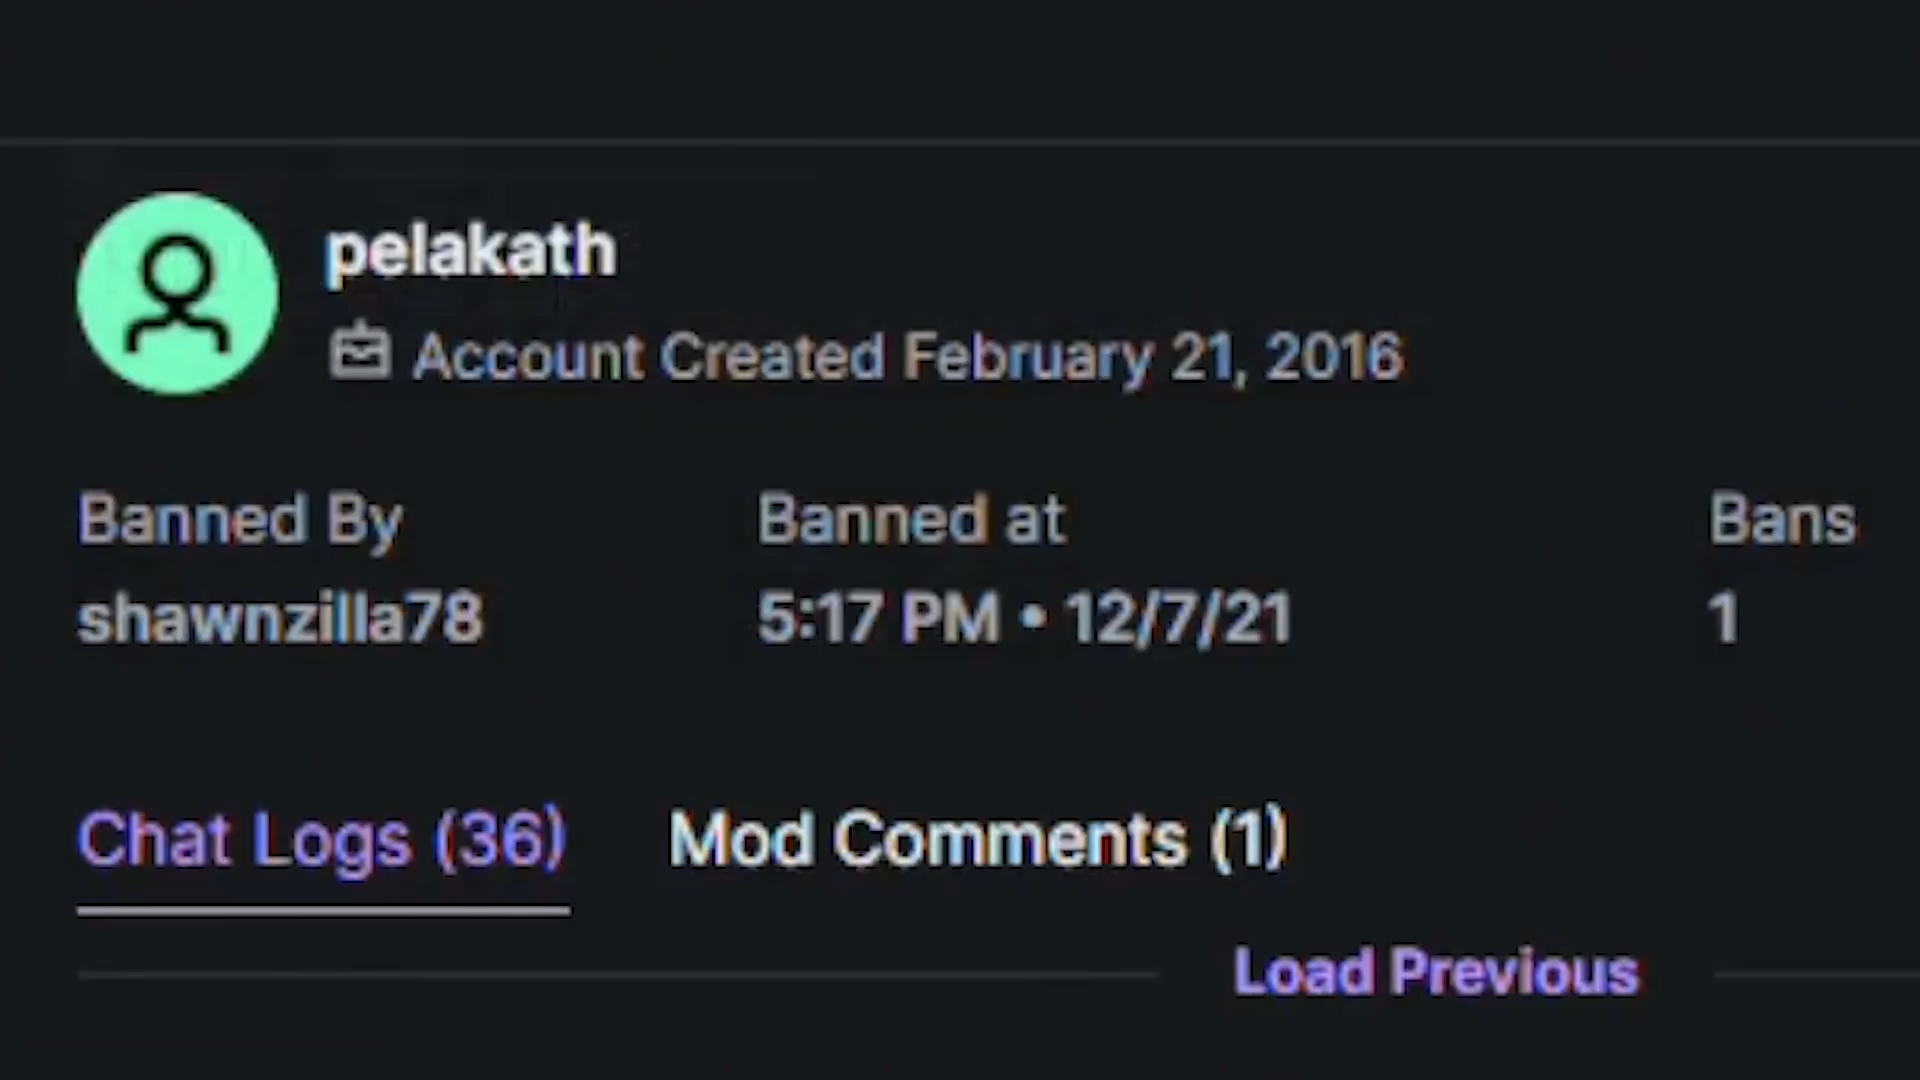 pelakath
Account Created February 21, 2016
Banned By
Banned at
Bans
shawnzilla78
5:17 PM • 12/7/21
1
Chat Logs (36)
Mod Comments (1)
Load Previous